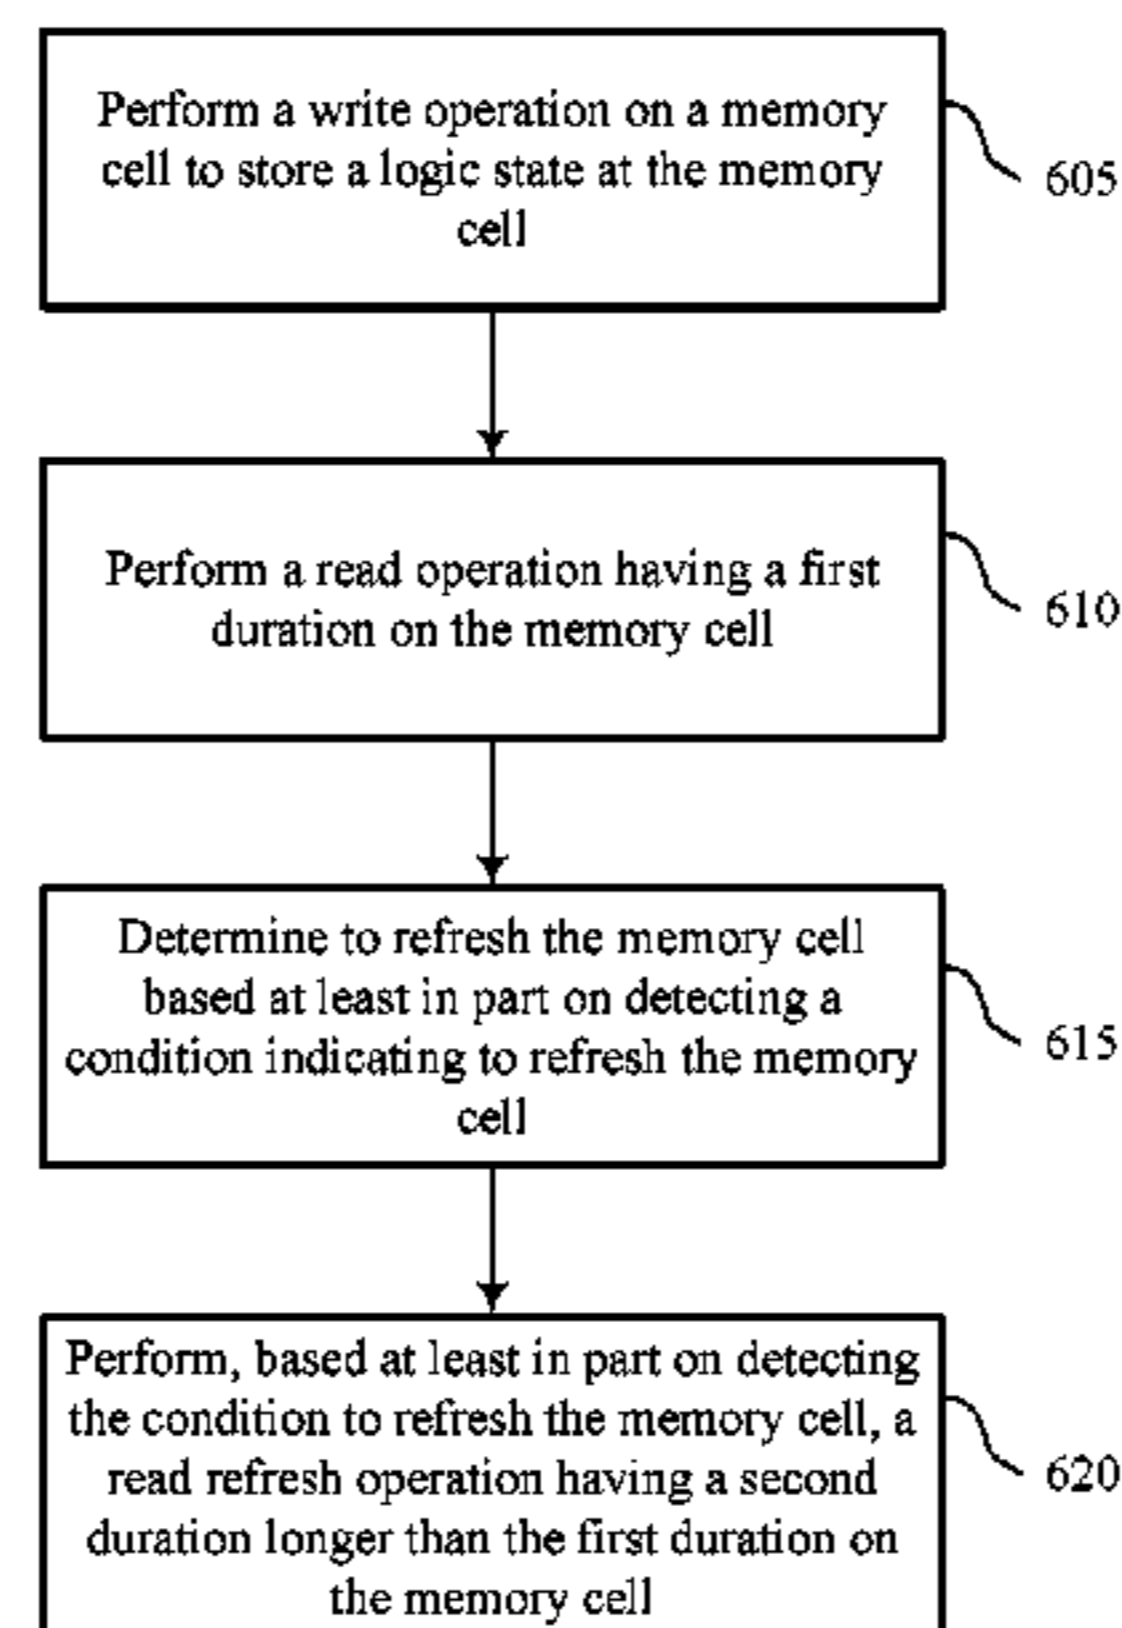 Perform a write operation on a memory
cell to store a logic state at the memory
cell
605
Perform a read operation having a first
duration on the memory cell
610
Determine to refresh the memory cell
based at least in part on detecting a
condition indicating to refresh the memory
cell
615
Perform, based at least in part on detecting
the condition to refresh the memory cell, a
read refresh operation having a second
duration longer than the first duration on
the memory cell
620